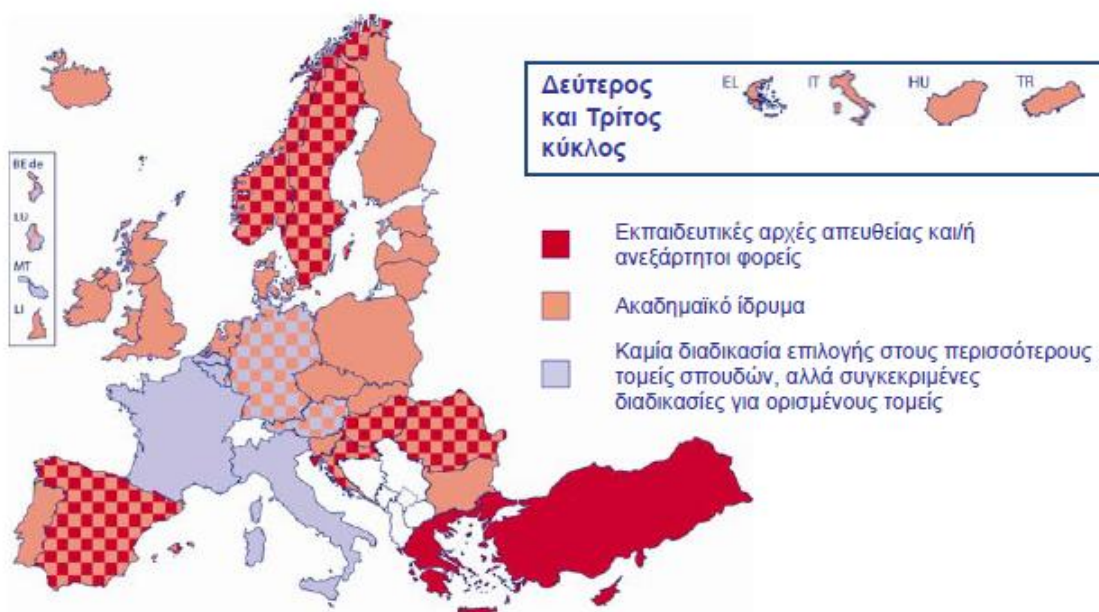 Δεύτερος
και Τρίτος
κύκλος
EL
IT
HU
TR
BE de
LU
MT
LI
Εκπαιδευτικές αρχές απευθείας και/ή
ανεξάρτητοι φορείς
Ακαδημαϊκό ίδρυμα
Καμία διαδικασία επιλογής στους περισσότερους
τομείς σπουδών, αλλά συγκεκριμένες
διαδικασίες για ορισμένους τομείς